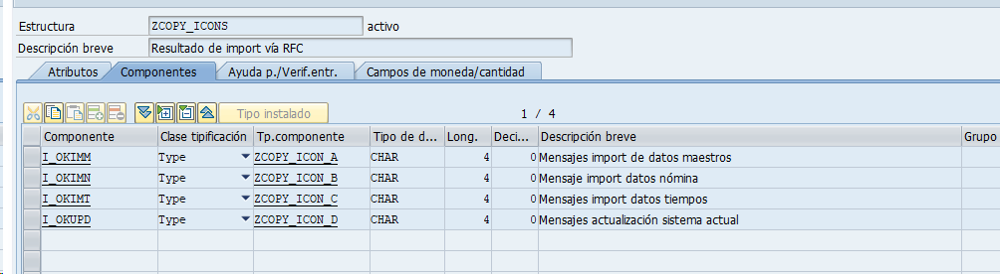 Estructura ZCOPY_ICONS activo
Descripción breve Resultado de import vía RFC
Atributos Componentes Ayuda p./Verif.entr. Campos de moneda/cantidad
Tipo instalado 1 / 4
Componente Clase tipificación Tp.componente Tipo de d... Long. Deci... Descripción breve Grupo
I_OKIMM Type ZCOPY_ICON_A CHAR 4 0 Mensajes import de datos maestros
I_OKIMN Type ZCOPY_ICON_B CHAR 4 0 Mensaje import datos nómina
I_OKIMT Type ZCOPY_ICON_C CHAR 4 0 Mensajes import datos tiempos
I_OKUPD Type ZCOPY_ICON_D CHAR 4 0 Mensajes actualización sistema actual